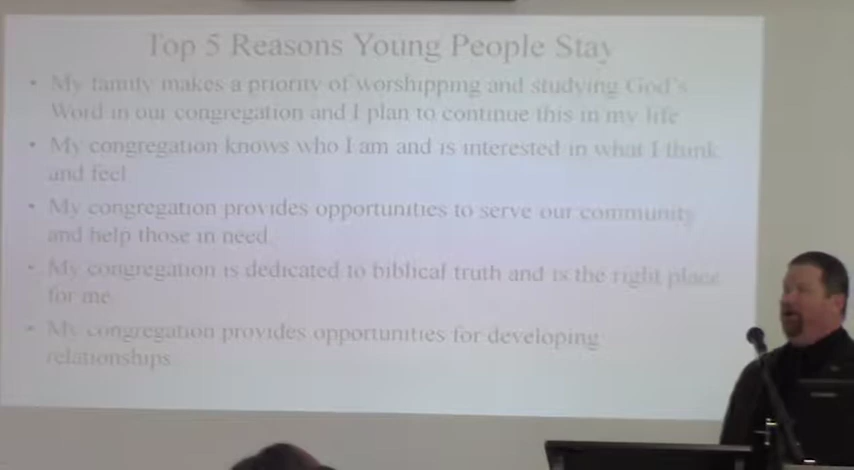 Top 5 Reasons Young People Stay
• My family makes a priority of worshipping and studying God's
Word in our congregation and I plan to continue this in my life
• My congregation knows who I am and is interested in what I think
and feel
• My congregation provides opportunities to serve our community
and help those in need
• My congregation is dedicated to biblical truth and is the right place
for me
• My congregation provides opportunities for developing
relationships